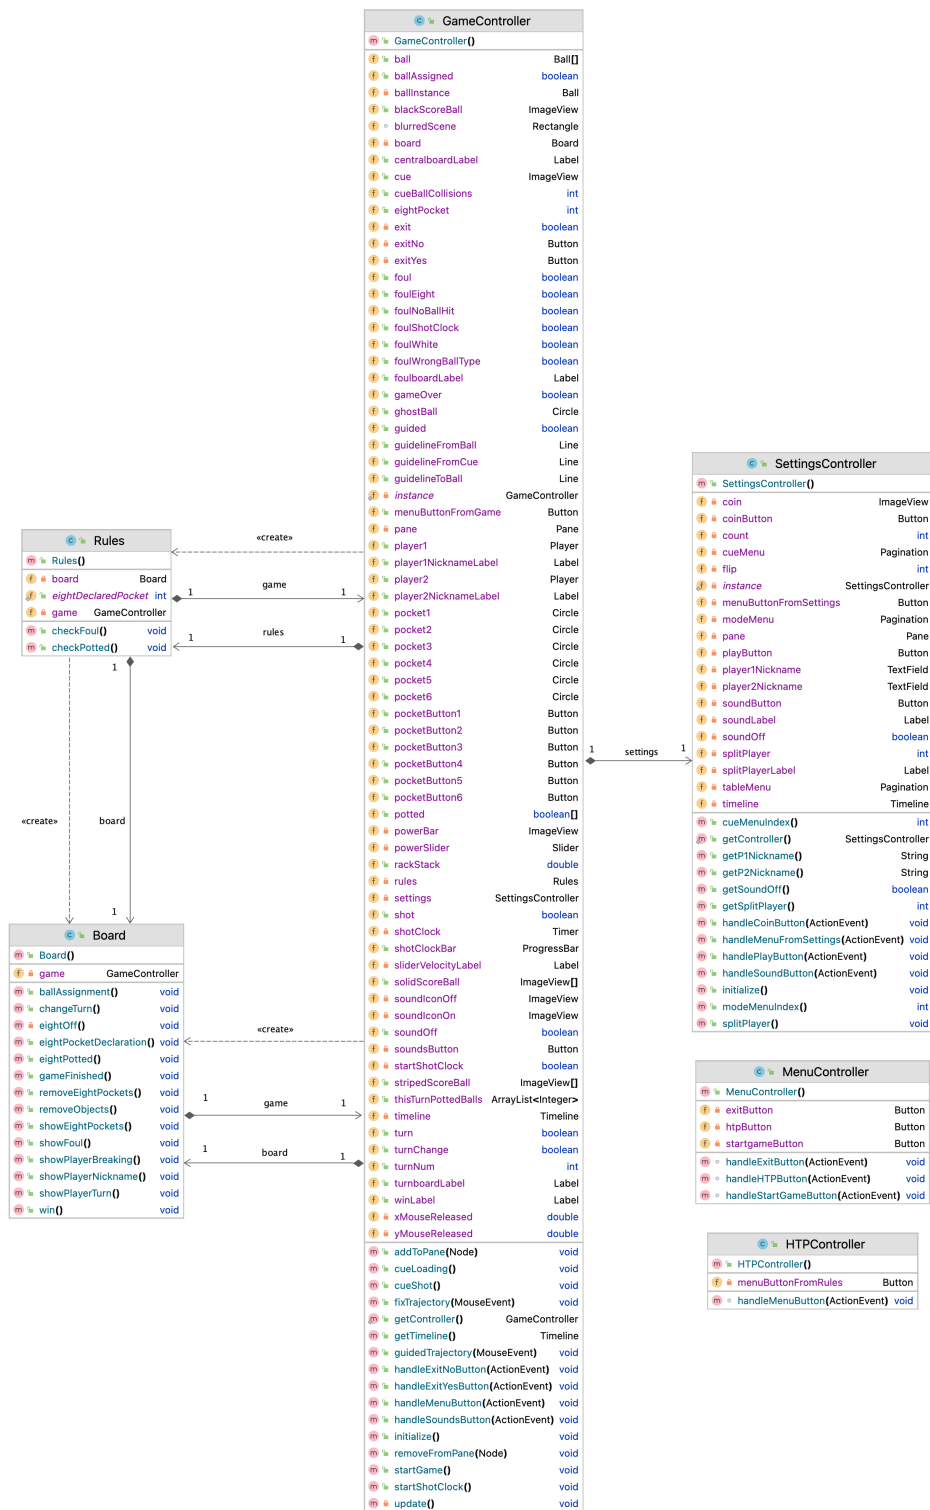 GameController
GameController()
ball Ball[]
ballAssigned boolean
ballInstance Ball
blackScoreBall ImageView
blurredScene Rectangle
board Board
centralboardLabel Label
cue ImageView
cueBallCollisions int
eightPocket int
exit boolean
exitNo Button
exitYes Button
foul boolean
foulEight boolean
foulNoBallHit boolean
foulShotClock boolean
foulWhite boolean
foulWrongBallType boolean
foulboardLabel Label
gameOver boolean
ghostBall Circle
guided boolean
guidelineFromBall Line
guidelineFromCue Line
guidelineToBall Line
instance GameController
menuButtonFromGame Button
pane Pane
player1 Player
player1NicknameLabel Label
player2 Player
player2NicknameLabel Label
pocket1 Circle
pocket2 Circle
pocket3 Circle
pocket4 Circle
pocket5 Circle
pocket6 Circle
pocketButton1 Button
pocketButton2 Button
pocketButton3 Button
pocketButton4 Button
pocketButton5 Button
pocketButton6 Button
potted boolean[]
powerBar ImageView
powerSlider Slider
rackStack double
rules Rules
settings SettingsController
shot boolean
shotClock Timer
shotClockBar ProgressBar
sliderVelocityLabel Label
solidScoreBall ImageView[]
soundIconOff ImageView
soundIconOn ImageView
soundOff boolean
soundsButton Button
startShotClock boolean
stripedScoreBall ImageView[]
thisTurnPottedBalls ArrayList<Integer>
timeline Timeline
turn boolean
turnChange boolean
turnNum int
turnboardLabel Label
winLabel Label
xMouseReleased double
yMouseReleased double
addToPane(Node) void
cueLoading() void
cueShot() void
fixTrajectory(MouseEvent) void
getController() GameController
getTimeline() Timeline
guidedTrajectory(MouseEvent) void
handleExitNoButton(ActionEvent) void
handleExitYesButton(ActionEvent) void
handleMenuButton(ActionEvent) void
handleSoundsButton(ActionEvent) void
initialize() void
removeFromPane(Node) void
startGame() void
startShotClock() void
update() void
Rules
Rules()
board Board
eightDeclaredPocket int
game GameController
checkFoul() void
checkPotted() void
«create»
1 game 1
1 rules 1
1
«create»
board
1
Board
Board()
game GameController
ballAssignment() void
changeTurn() void
eightOff() void
eightPocketDeclaration() void
eightPotted() void
gameFinished() void
removeEightPockets() void
removeObjects() void
showEightPockets() void
showFoul() void
showPlayerBreaking() void
showPlayerNickname() void
showPlayerTurn() void
win() void
«create»
1 game 1
1 board 1
1 settings 1
SettingsController
SettingsController()
coin ImageView
coinButton Button
count int
cueMenu Pagination
flip int
instance SettingsController
menuButtonFromSettings Button
modeMenu Pagination
pane Pane
playButton Button
player1Nickname TextField
player2Nickname TextField
soundButton Button
soundLabel Label
soundOff boolean
splitPlayer int
splitPlayerLabel Label
tableMenu Pagination
timeline Timeline
cueMenuIndex() int
getController() SettingsController
getP1Nickname() String
getP2Nickname() String
getSoundOff() boolean
getSplitPlayer() int
handleCoinButton(ActionEvent) void
handleMenuFromSettings(ActionEvent) void
handlePlayButton(ActionEvent) void
handleSoundButton(ActionEvent) void
initialize() void
modeMenuIndex() int
splitPlayer() void
MenuController
MenuController()
exitButton Button
htpButton Button
startgameButton Button
handleExitButton(ActionEvent) void
handleHTPButton(ActionEvent) void
handleStartGameButton(ActionEvent) void
HTPController
HTPController()
menuButtonFromRules Button
handleMenuButton(ActionEvent) void